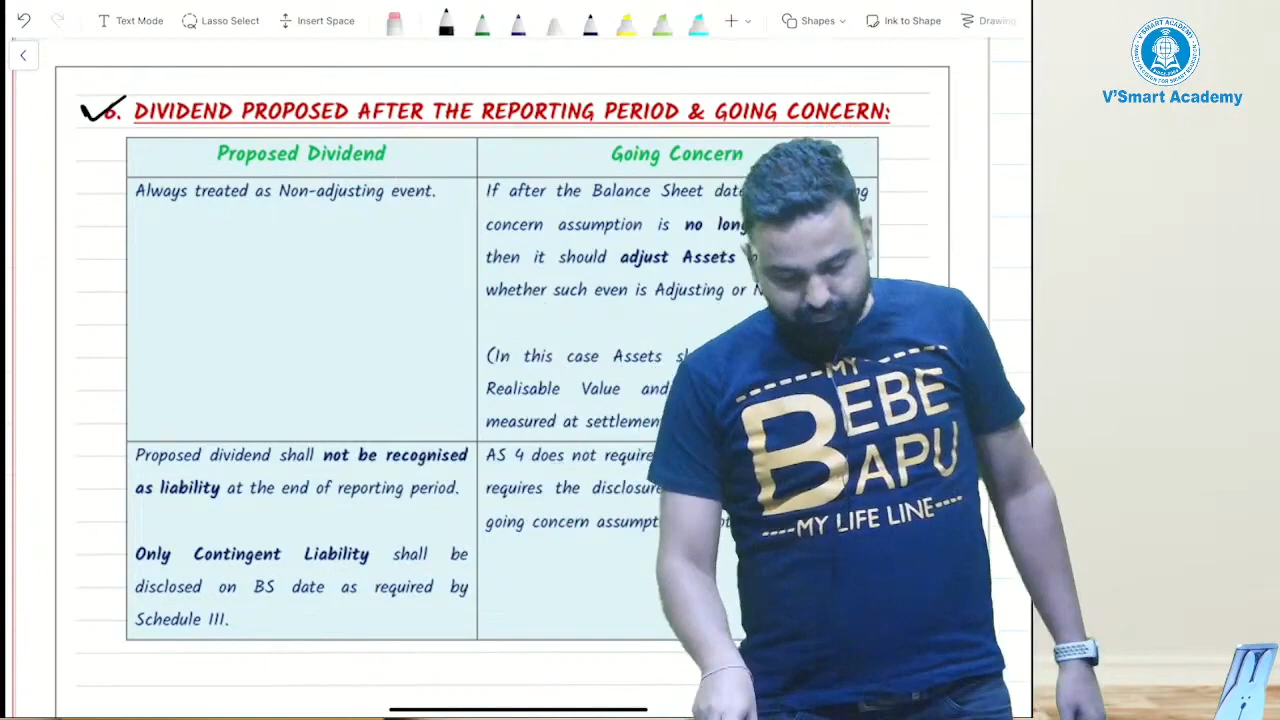 Text Mode
Lasso Select
Insert Space
Shapes
Ink to Shape
Drawing
V'Smart Academy
6. DIVIDEND PROPOSED AFTER THE REPORTING PERIOD & GOING CONCERN:
Proposed Dividend
Always treated as Non-adjusting event.
Proposed dividend shall not be recognised
as liability at the end of reporting period.
Only Contingent Liability shall be
disclosed on BS date as required by
Schedule III.
Going Concern
If after the Balance Sheet date
concern assumption is no
then it should adjust Assets
whether such even is Adjusting or
(In this case Assets
Realisable Value and
measured at settlement
AS 4 does not require
requires the disclosure
going concern
MY
BEBE
BAPU
----MY LIFE LINE----